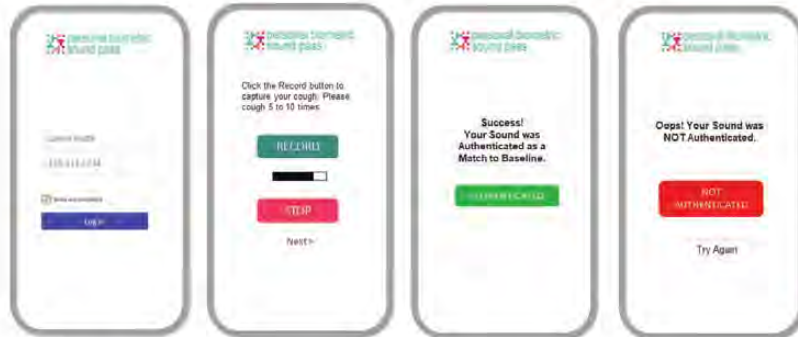 personal biometric
sound pass
personal biometric
sound pass
Click the Record button to
capture your cough. Please
cough 5 to 10 times
RECORD
STOP
Next>
personal biometric
sound pass
Success!
Your Sound was
Authenticated as a
Match to Baseline.
AUTHENTICATED
personal biometric
sound pass
Oops! Your Sound was
NOT Authenticated.
NOT
AUTHENTICATED
Try Again